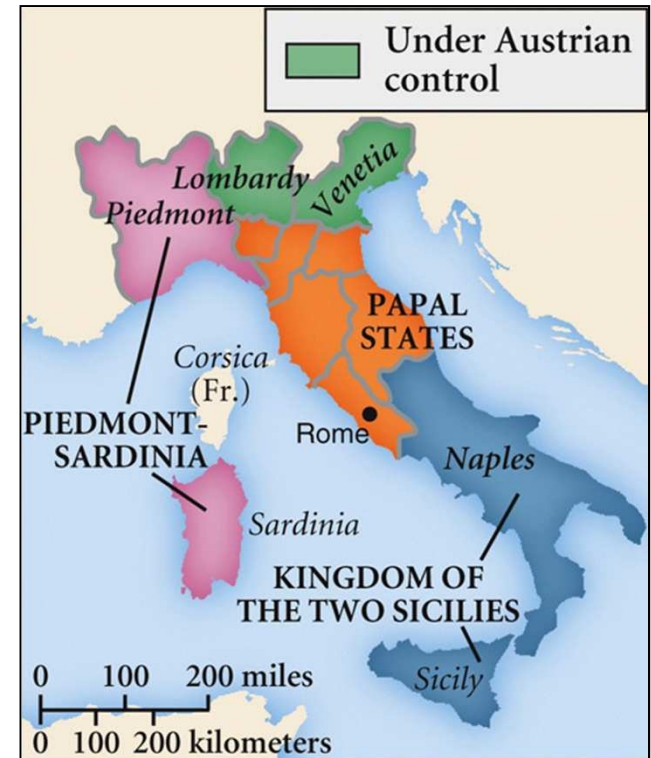 Under Austrian
control
Lombardy
Venetia
Piedmont
PAPAL
STATES
Corsica
(Fr.)
PIEDMONT-
SARDINIA
Rome
Naples
Sardinia
KINGDOM OF
THE TWO SICILIES
Sicily
0 100 200 miles
0 100 200 kilometers